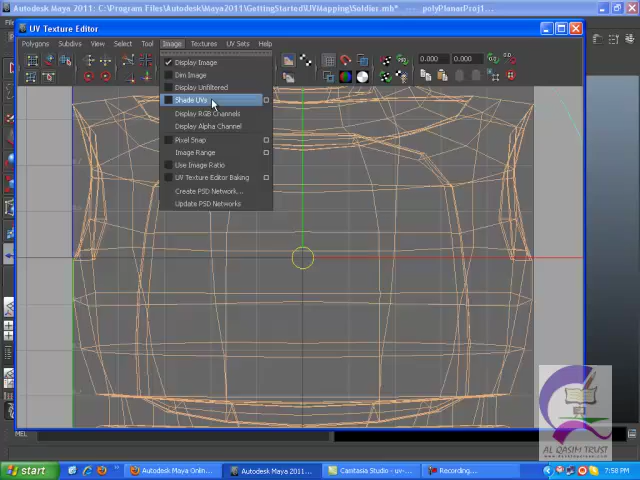 Autodesk Maya 2011: C:\Program Files\Autodesk\Maya2011\GettingStarted\UVMapping\Soldier.mb* --- polyPlanarProj1...
UV Texture Editor
Polygons Subdivs View Select Tool Image Textures UV Sets Help
Display Image
Dim Image
Display Unfiltered
Shade UVs
Display RGB Channels
Display Alpha Channel
Pixel Snap
Image Range
Use Image Ratio
UV Texture Editor Baking
Create PSD Network...
Update PSD Networks
0.000 0.000
MEL
AL QASIM TRUST
start
Autodesk Maya Onlin...
Autodesk Maya 2011...
Camtasia Studio - uv-...
Recording...
7:58 PM